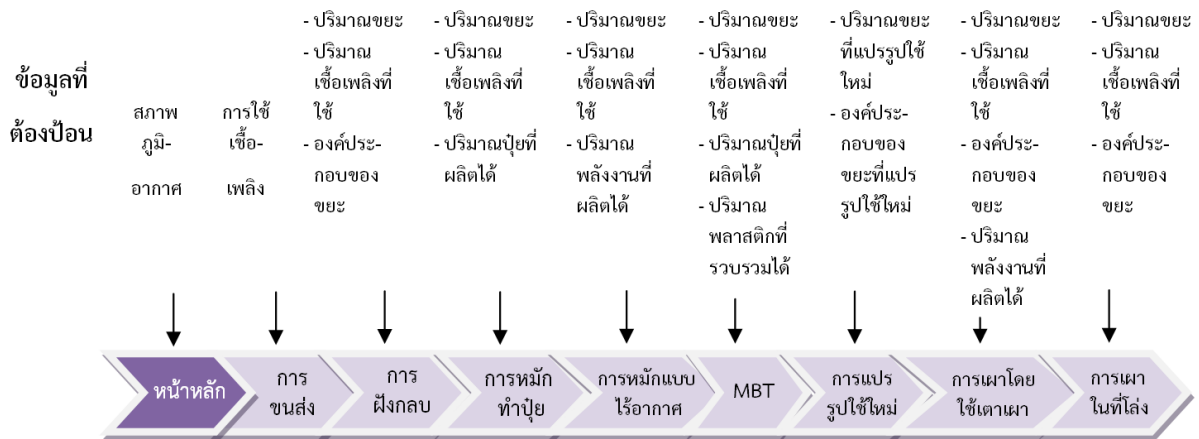 ข้อมูลที่
ต้องป้อน
สภาพ
ภูมิ-
อากาศ
การใช้
เชื้อ-
เพลิง
- ปริมาณขยะ
- ปริมาณ
เชื้อเพลิงที่
ใช้
- องค์ประ-
กอบของ
ขยะ
- ปริมาณขยะ
- ปริมาณ
เชื้อเพลิงที่
ใช้
- ปริมาณปุ๋ยที่
ผลิตได้
- ปริมาณขยะ
- ปริมาณ
เชื้อเพลิงที่
ใช้
- ปริมาณ
พลังงานที่
ผลิตได้
- ปริมาณขยะ
- ปริมาณ
เชื้อเพลิงที่
ใช้
- ปริมาณปุ๋ยที่
ผลิตได้
- ปริมาณ
พลาสติกที่
รวบรวมได้
- ปริมาณขยะ
ที่แปรรูปใช้
ใหม่
- องค์ประ-
กอบของ
ขยะที่แปร
รูปใช้ใหม่
- ปริมาณขยะ
- ปริมาณ
เชื้อเพลิงที่
ใช้
- องค์ประ-
กอบของ
ขยะ
- ปริมาณ
พลังงานที่
ผลิตได้
- ปริมาณขยะ
- ปริมาณ
เชื้อเพลิงที่
ใช้
- องค์ประ-
กอบของ
ขยะ
หน้าหลัก
การ
ขนส่ง
การ
ฝังกลบ
การหมัก
ทำปุ๋ย
การหมักแบบ
ไร้อากาศ
MBT
การแปร
รูปใช้ใหม่
การเผาโดย
ใช้เตาเผา
การเผา
ในที่โล่ง